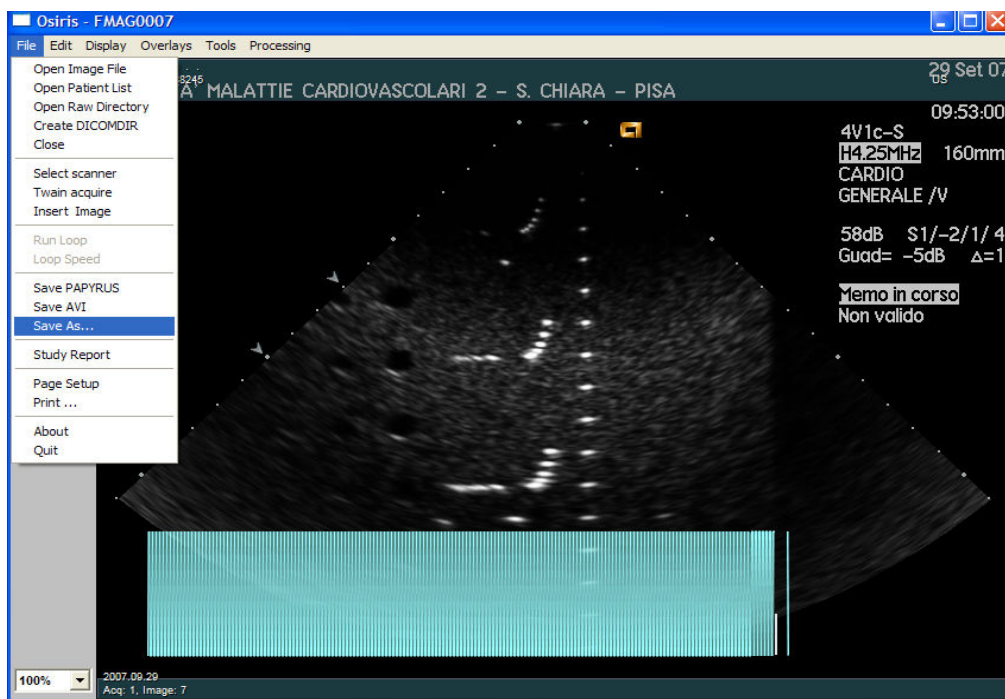 Osiris - FMAG0007
File Edit Display Overlays Tools Processing
Open Image File
Open Patient List
Open Raw Directory
Create DICOMDIR
Close
Select scanner
Twain acquire
Insert Image
Run Loop
Loop Speed
Save PAPYRUS
Save AVI
Save As...
Study Report
Page Setup
Print ...
About
Quit
8245
A' MALATTIE CARDIOVASCOLARI 2 - S. CHIARA - PISA
29 Set 07
US
09:53:00
4V1c-S
H4.25MHz 160mm
CARDIO
GENERALE /V
58dB S1/-2/1/4
Guad= -5dB Δ=1
Memo in corso
Non valido
100%
2007.09.29
Acq: 1, Image: 7